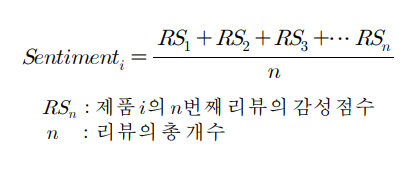 Sentiment_i = (RS_1 + RS_2 + RS_3 + ⋯ RS_n) / n
RS_n : 제품 i의 n번째 리뷰의 감성점수
n : 리뷰의 총 개수